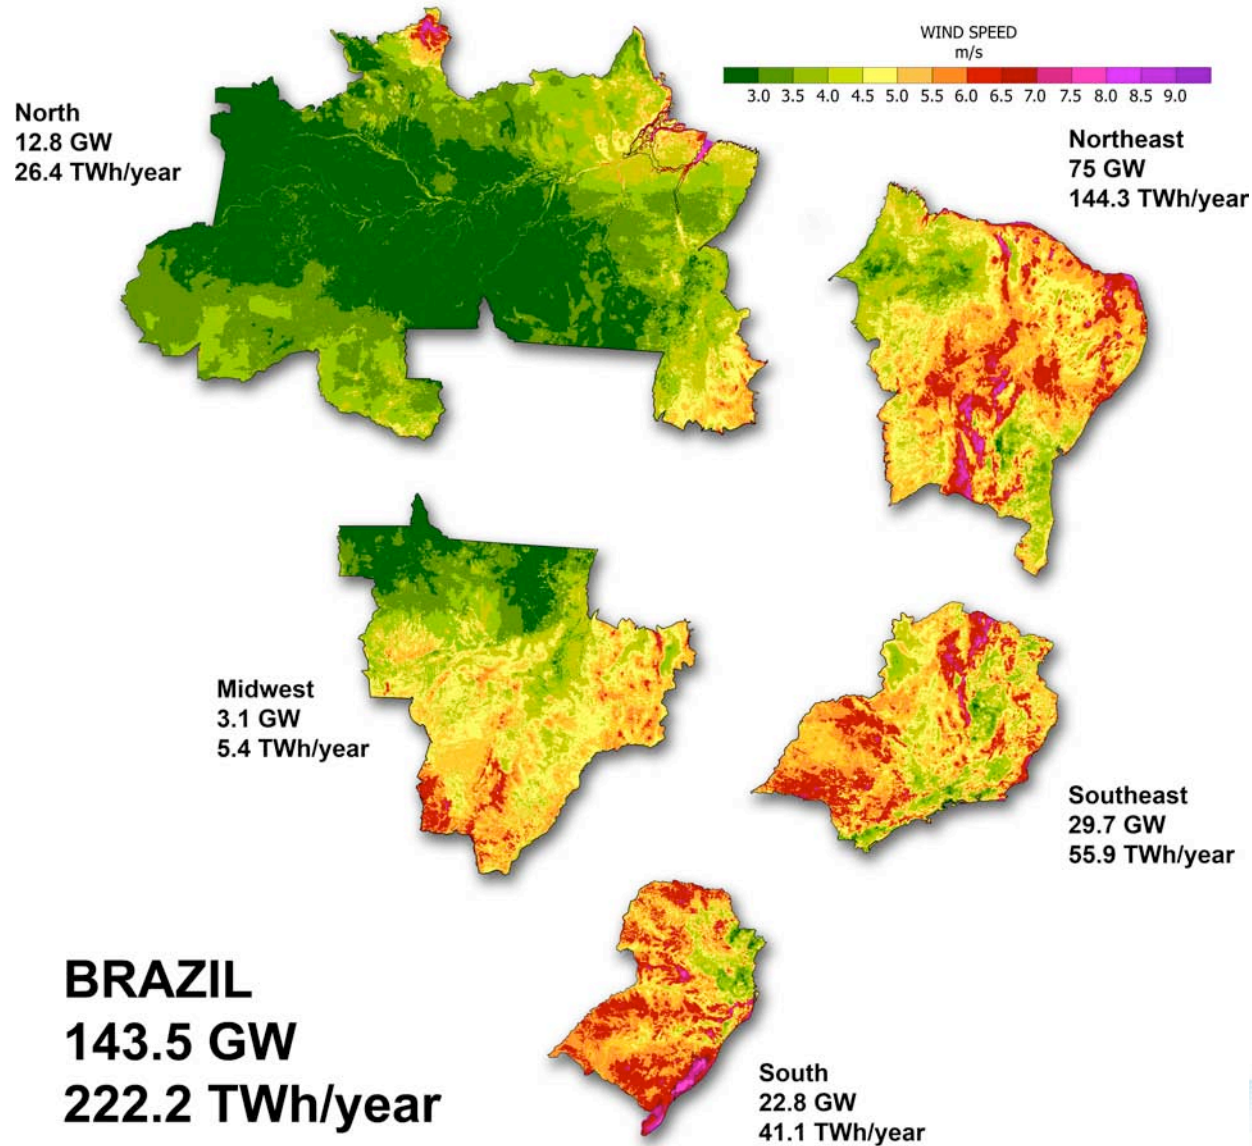 WIND SPEED
m/s
3.0 3.5 4.0 4.5 5.0 5.5 6.0 6.5 7.0 7.5 8.0 8.5 9.0
North
12.8 GW
26.4 TWh/year
Northeast
75 GW
144.3 TWh/year
Midwest
3.1 GW
5.4 TWh/year
Southeast
29.7 GW
55.9 TWh/year
South
22.8 GW
41.1 TWh/year
BRAZIL
143.5 GW
222.2 TWh/year